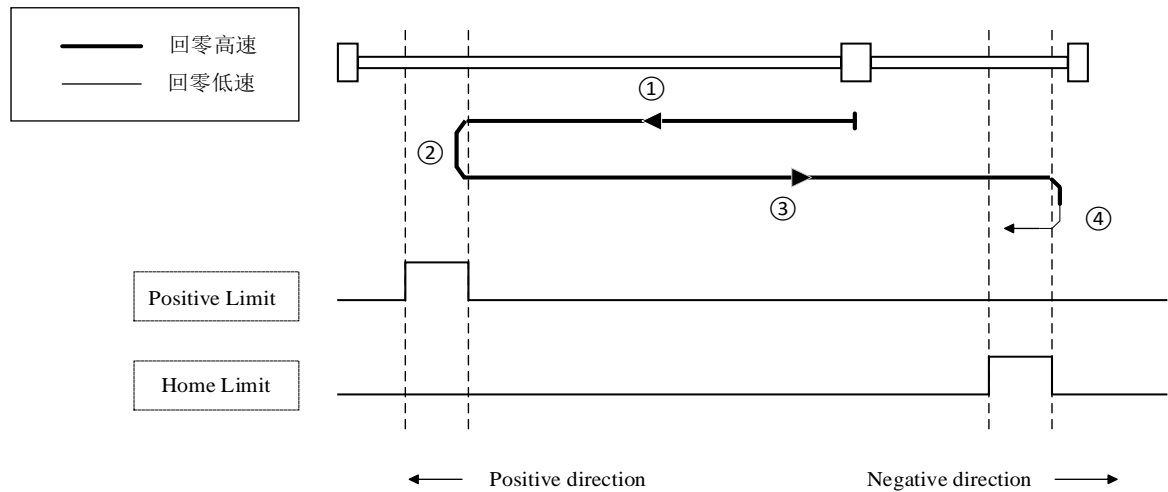 回零高速
回零低速
①
②
③
④
Positive Limit
Home Limit
Positive direction
Negative direction